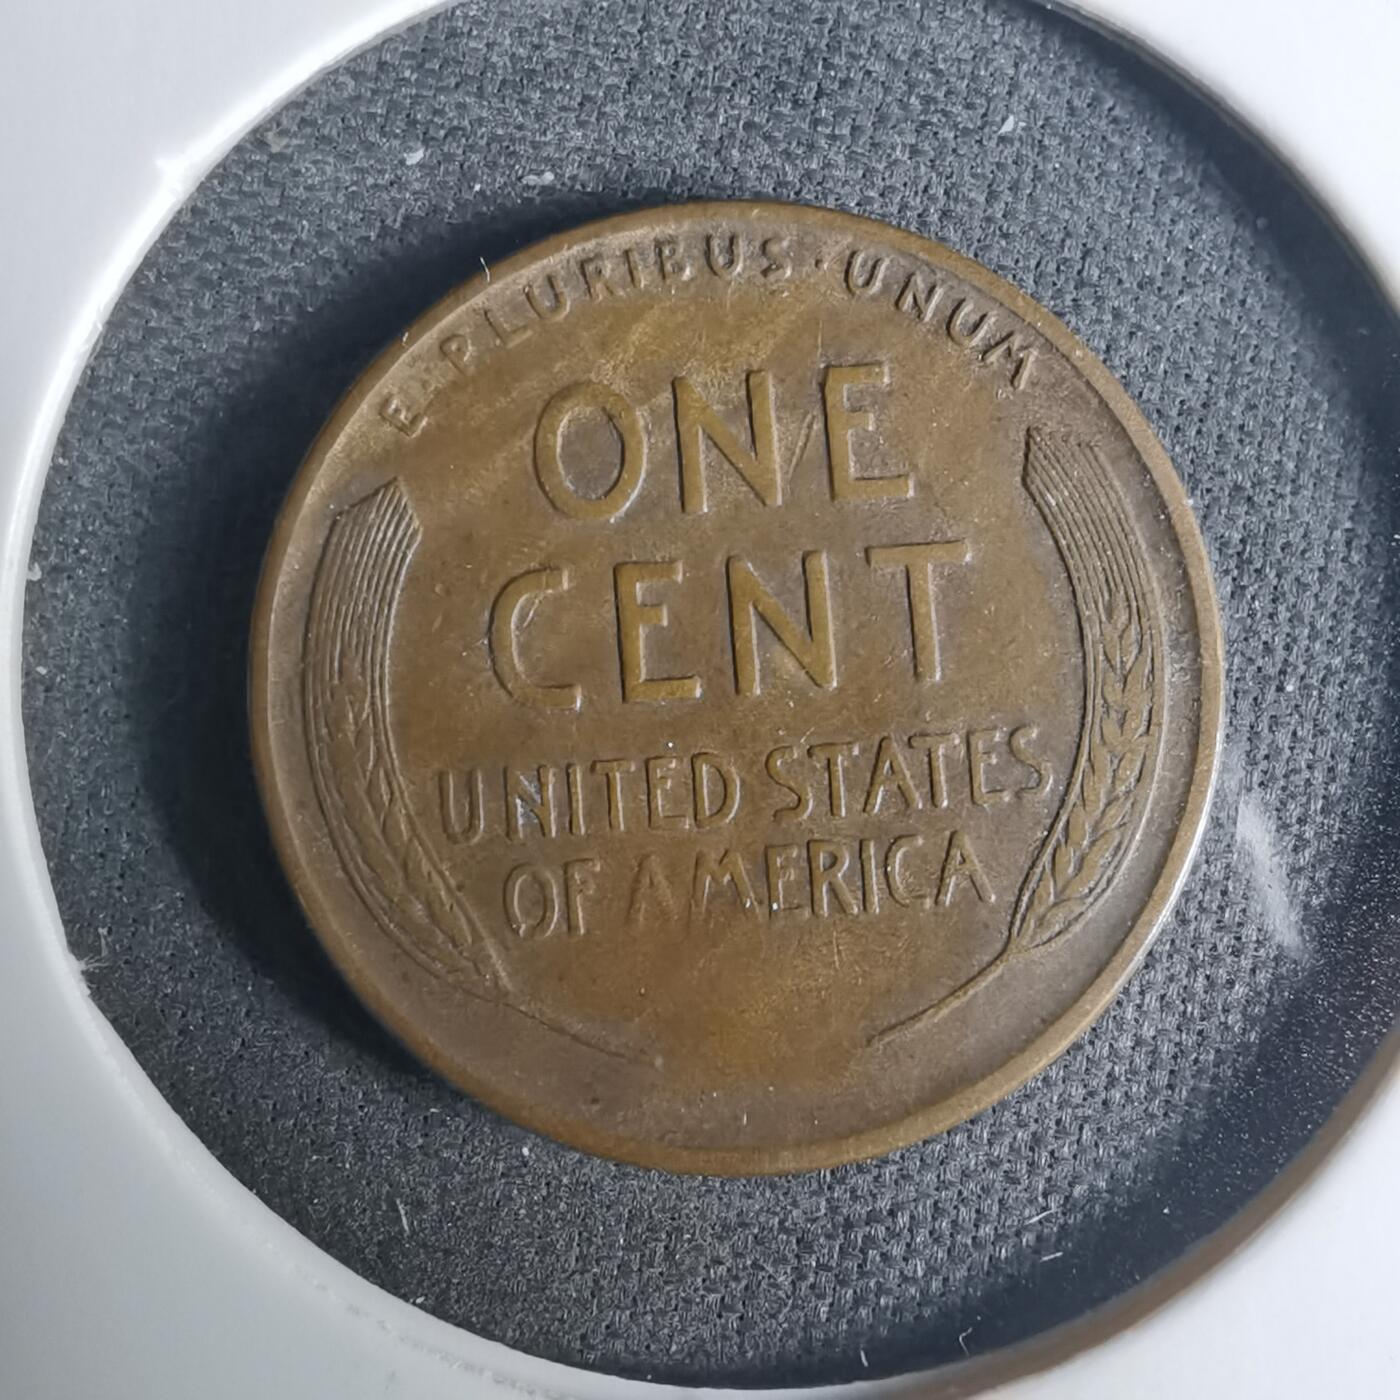 E·PLURIBUS·UNUM
ONE
CENT
UNITED STATES
OF AMERICA